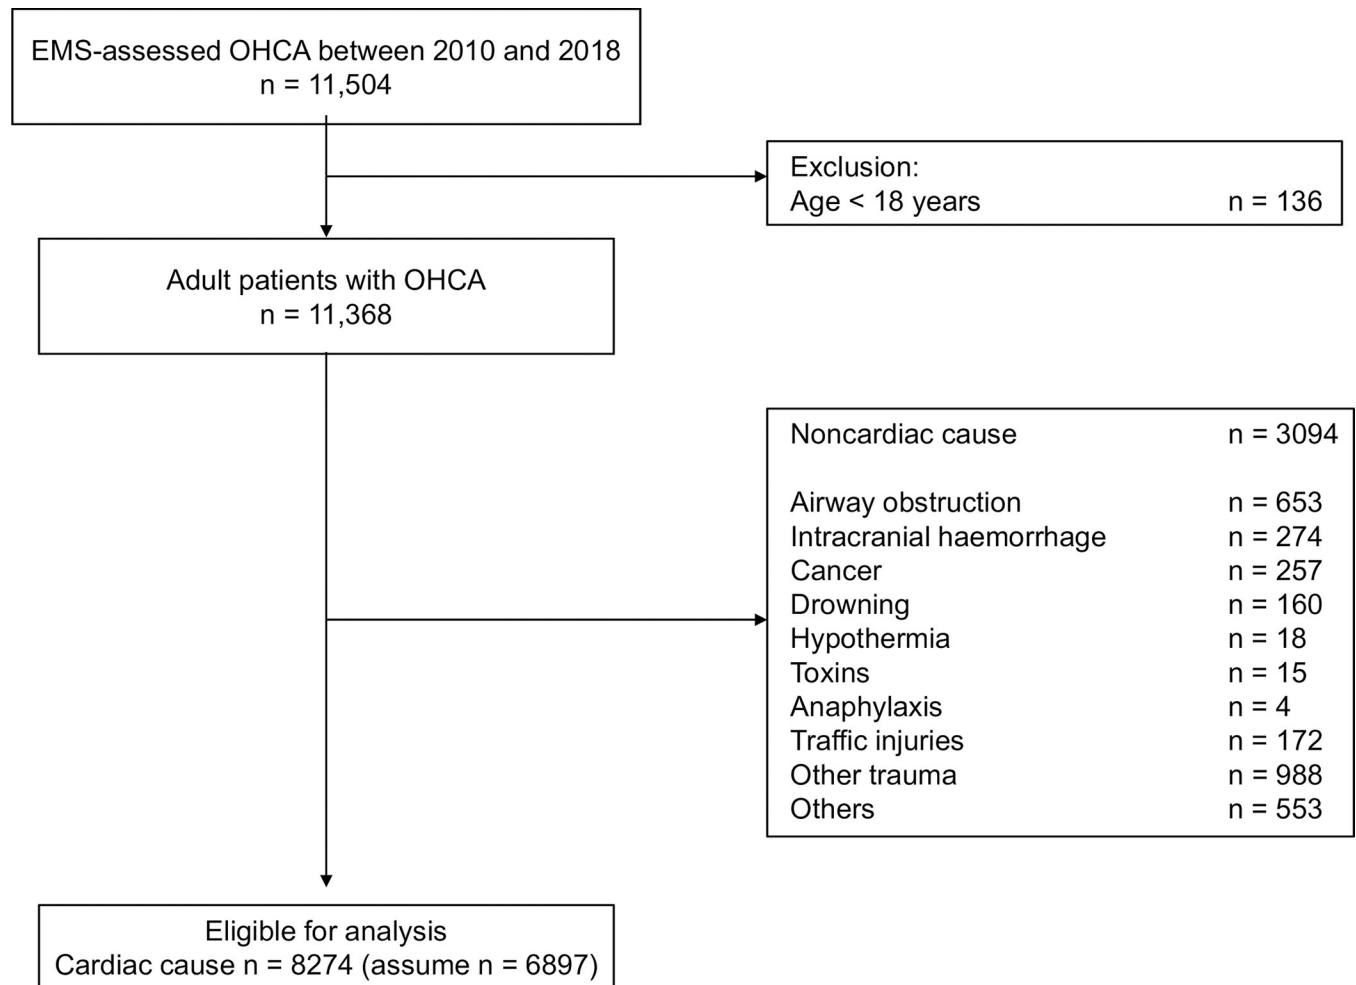 EMS-assessed OHCA between 2010 and 2018
n = 11,504
Exclusion:
Age < 18 years n = 136
Adult patients with OHCA
n = 11,368
Noncardiac cause n = 3094
Airway obstruction n = 653
Intracranial haemorrhage n = 274
Cancer n = 257
Drowning n = 160
Hypothermia n = 18
Toxins n = 15
Anaphylaxis n = 4
Traffic injuries n = 172
Other trauma n = 988
Others n = 553
Eligible for analysis
Cardiac cause n = 8274 (assume n = 6897)